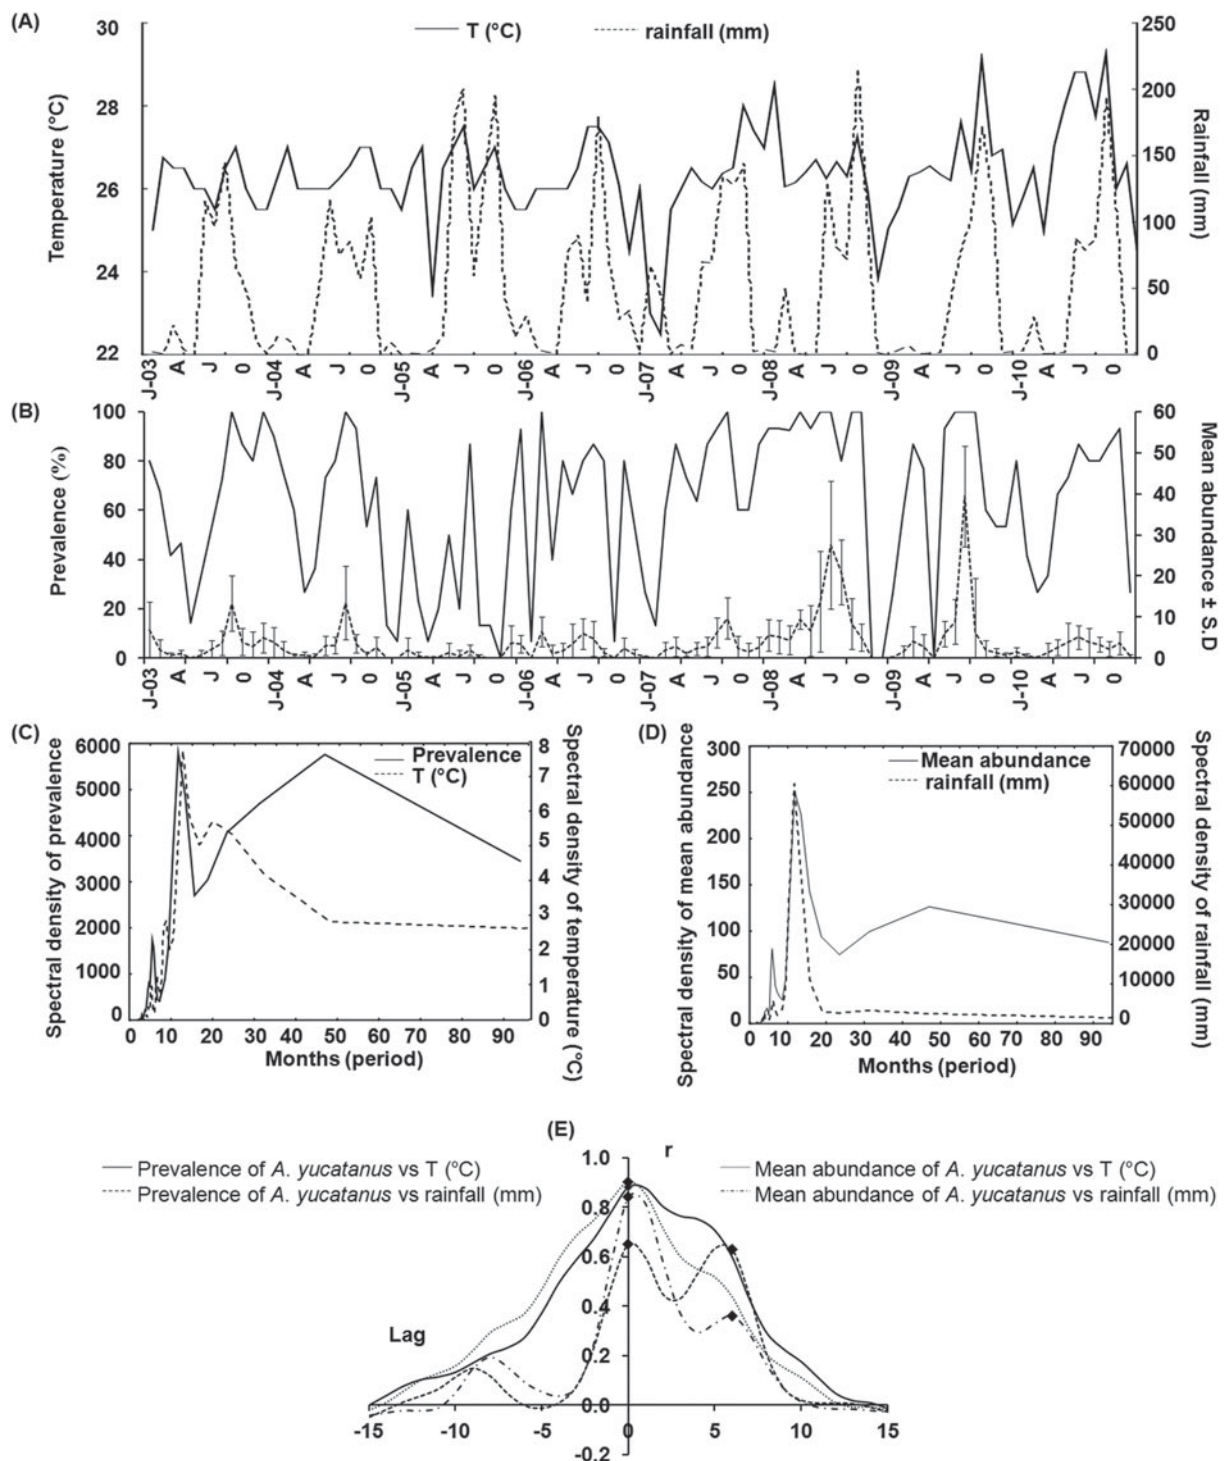 (A)
T (°C)
rainfall (mm)
Temperature (°C)
30
28
26
24
22
Rainfall (mm)
250
200
150
100
50
0
J-03 A J O J-04 A J O J-05 A J O J-06 A J O J-07 A J O J-08 A J O J-09 A J O J-10 A J O
(B)
Prevalence (%)
100
80
60
40
20
0
Mean abundance ± S.D
60
50
40
30
20
10
0
J-03 A J O J-04 A J O J-05 A J O J-06 A J O J-07 A J O J-08 A J O J-09 A J O J-10 A J O
(C)
Spectral density of prevalence
6000
5000
4000
3000
2000
1000
0
Prevalence
T (°C)
Spectral density of temperature (°C)
8
7
6
5
4
3
2
1
0
0 10 20 30 40 50 60 70 80 90
Months (period)
(D)
Spectral density of mean abundance
300
250
200
150
100
50
0
Mean abundance
rainfall (mm)
Spectral density of rainfall (mm)
70000
60000
50000
40000
30000
20000
10000
0
0 10 20 30 40 50 60 70 80 90
Months (period)
(E)
r
Prevalence of A. yucatanus vs T (°C)
Prevalence of A. yucatanus vs rainfall (mm)
Mean abundance of A. yucatanus vs T (°C)
Mean abundance of A. yucatanus vs rainfall (mm)
1.0
0.8
0.6
0.4
0.2
0.0
-0.2
Lag
-15 -10 -5 0 5 10 15